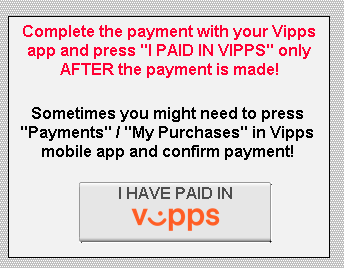 Complete the payment with your Vipps
app and press "I PAID IN VIPPS" only
AFTER the payment is made!
Sometimes you might need to press
"Payments" / "My Purchases" in Vipps
mobile app and confirm payment!
I HAVE PAID IN
vipps